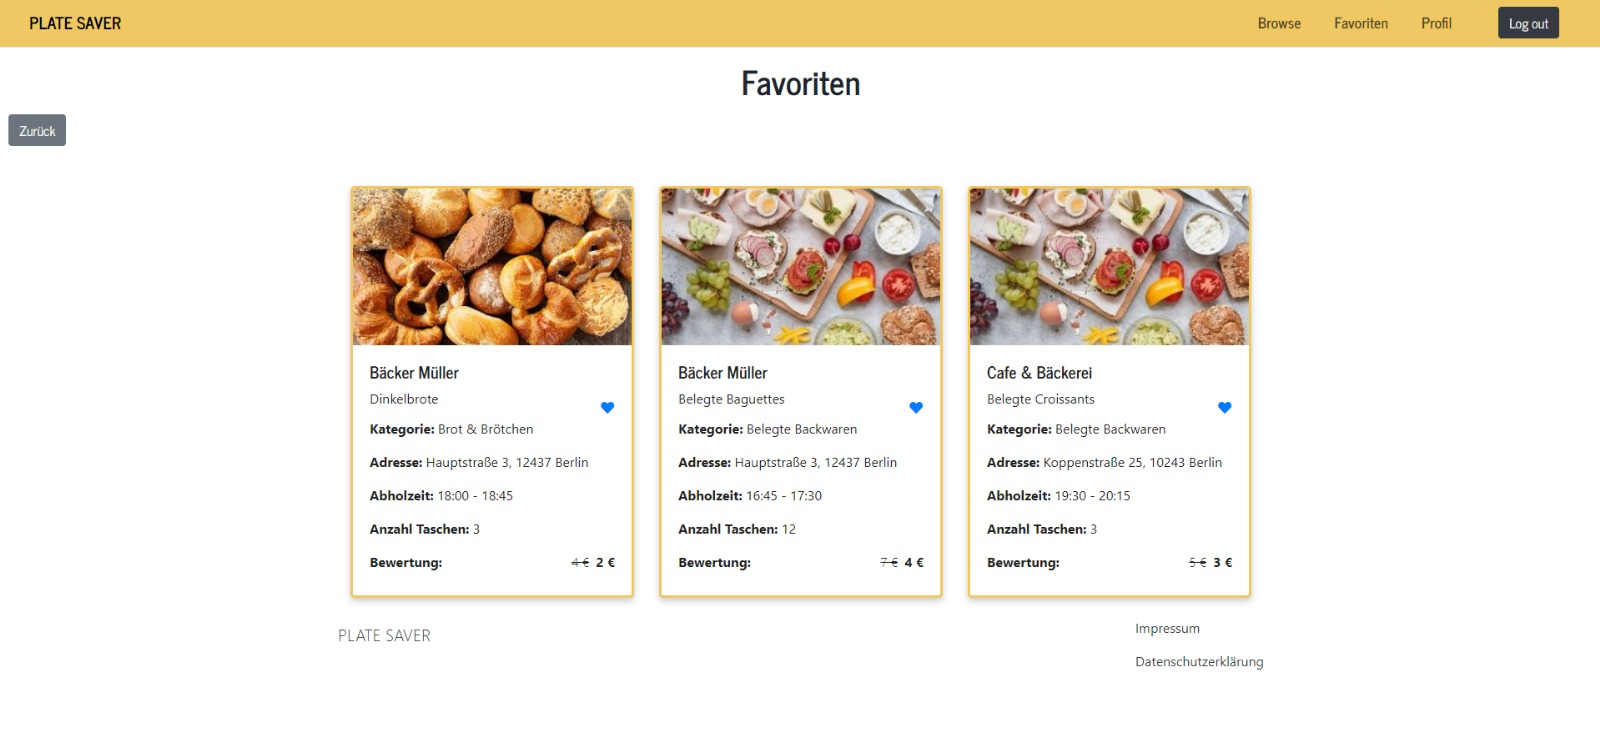 PLATE SAVER
Browse
Favoriten
Profil
Log out
Favoriten
Zurück
Bäcker Müller
Dinkelbrote
Kategorie: Brot & Brötchen
Adresse: Hauptstraße 3, 12437 Berlin
Abholzeit: 18:00 - 18:45
Anzahl Taschen: 3
Bewertung: 4 € 2 €
Bäcker Müller
Belegte Baguettes
Kategorie: Belegte Backwaren
Adresse: Hauptstraße 3, 12437 Berlin
Abholzeit: 16:45 - 17:30
Anzahl Taschen: 12
Bewertung: 7 € 4 €
Cafe & Bäckerei
Belegte Croissants
Kategorie: Belegte Backwaren
Adresse: Koppenstraße 25, 10243 Berlin
Abholzeit: 19:30 - 20:15
Anzahl Taschen: 3
Bewertung: 5 € 3 €
PLATE SAVER
Impressum
Datenschutzerklärung